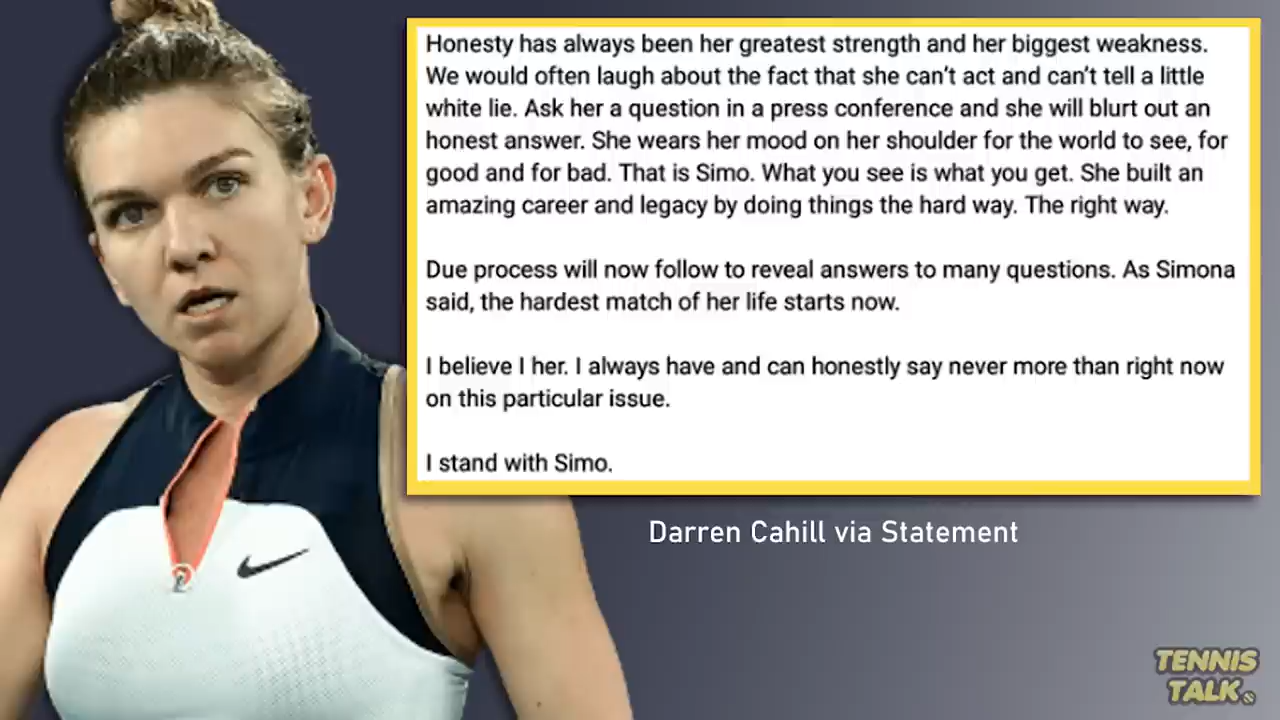 Honesty has always been her greatest strength and her biggest weakness.
We would often laugh about the fact that she can't act and can't tell a little
white lie. Ask her a question in a press conference and she will blurt out an
honest answer. She wears her mood on her shoulder for the world to see, for
good and for bad. That is Simo. What you see is what you get. She built an
amazing career and legacy by doing things the hard way. The right way.
Due process will now follow to reveal answers to many questions. As Simona
said, the hardest match of her life starts now.
I believe I her. I always have and can honestly say never more than right now
on this particular issue.
I stand with Simo.
Darren Cahill via Statement
TENNIS
TALK